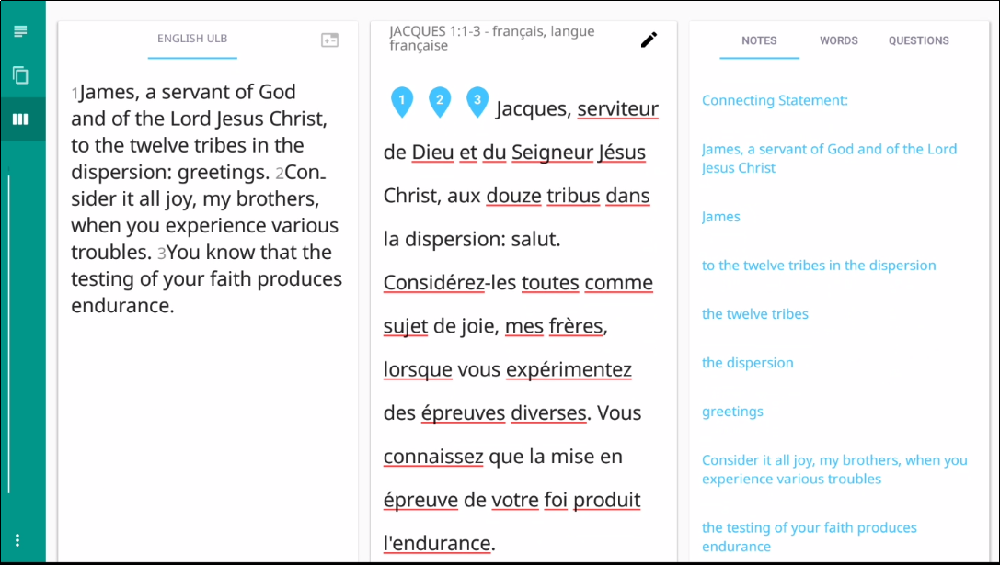 ENGLISH ULB
1James, a servant of God
and of the Lord Jesus Christ,
to the twelve tribes in the
dispersion: greetings. 2Con-
sider it all joy, my brothers,
when you experience various
troubles. 3You know that the
testing of your faith produces
endurance.
JACQUES 1:1-3 - français, langue
française
1 2 3 Jacques, serviteur
de Dieu et du Seigneur Jésus
Christ, aux douze tribus dans
la dispersion: salut.
Considérez-les toutes comme
sujet de joie, mes frères,
lorsque vous expérimentez
des épreuves diverses. Vous
connaissez que la mise en
épreuve de votre foi produit
l'endurance.
NOTES WORDS QUESTIONS
Connecting Statement:
James, a servant of God and of the Lord
Jesus Christ
James
to the twelve tribes in the dispersion
the twelve tribes
the dispersion
greetings
Consider it all joy, my brothers, when you
experience various troubles
the testing of your faith produces
endurance